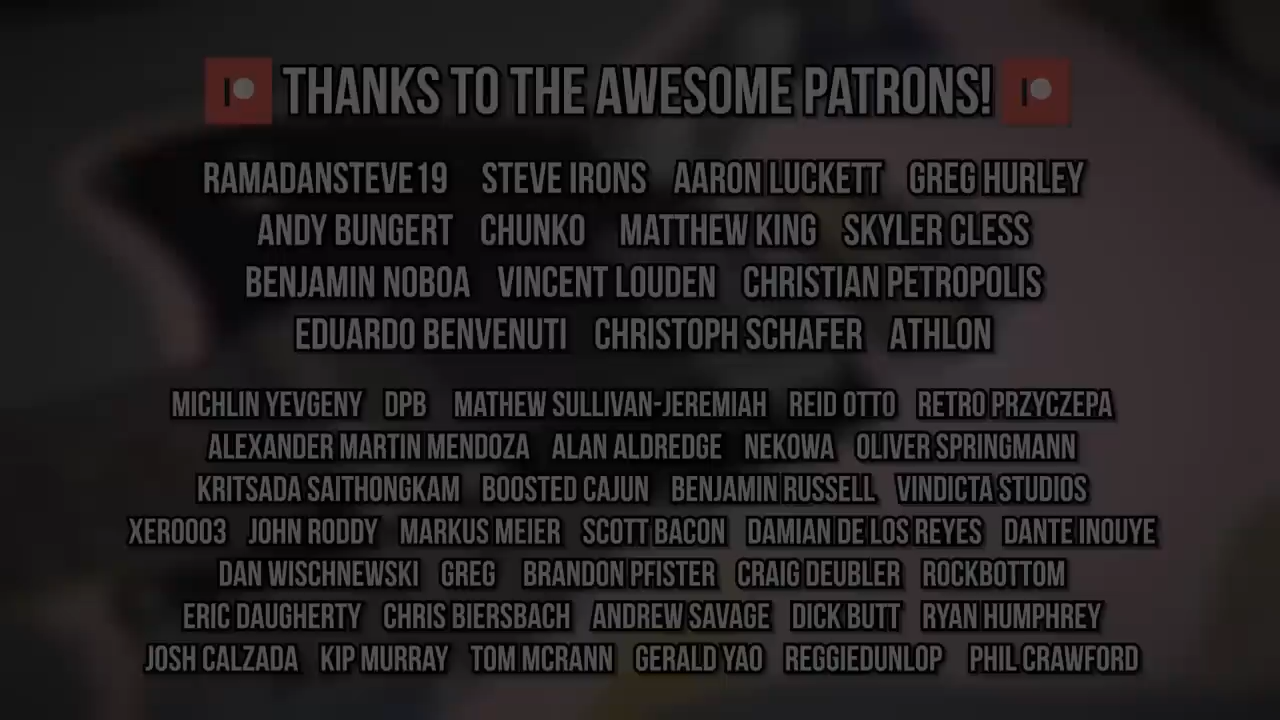 THANKS TO THE AWESOME PATRONS!
RAMADANSTEVE19 STEVE IRONS AARON LUCKETT GREG HURLEY
ANDY BUNGERT CHUNKO MATTHEW KING SKYLER CLESS
BENJAMIN NOBOA VINCENT LOUDEN CHRISTIAN PETROPOLIS
EDUARDO BENVENUTI CHRISTOPH SCHAFER ATHLON
MICHLIN YEVGENY DPB MATHEW SULLIVAN-JEREMIAH REID OTTO RETRO PRZYCZEPA
ALEXANDER MARTIN MENDOZA ALAN ALDREDGE NEKOWA OLIVER SPRINGMANN
KRITSADA SAITHONGKAM BOOSTED CAJUN BENJAMIN RUSSELL VINDICTA STUDIOS
XER0003 JOHN RODDY MARKUS MEIER SCOTT BACON DAMIAN DE LOS REYES DANTE INOUYE
DAN WISCHNEWSKI GREG BRANDON PFISTER CRAIG DEUBLER ROCKBOTTOM
ERIC DAUGHERTY CHRIS BIERSBACH ANDREW SAVAGE DICK BUTT RYAN HUMPHREY
JOSH CALZADA KIP MURRAY TOM MCRANN GERALD YAO REGGIEDUNLOP PHIL CRAWFORD